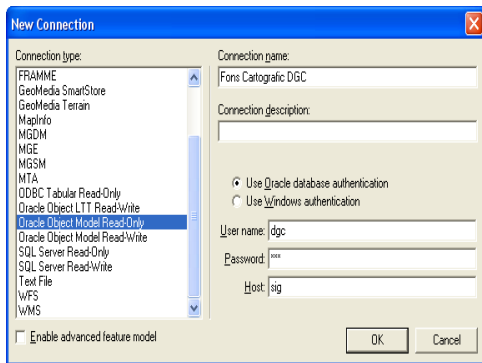 New Connection
Connection type:
FRAMME
GeoMedia SmartStore
GeoMedia Terrain
MapInfo
MGDM
MGE
MGSM
MTA
ODBC Tabular Read-Only
Oracle Object LTT Read-Write
Oracle Object Model Read-Only
Oracle Object Model Read-Write
SQL Server Read-Only
SQL Server Read-Write
Text File
WFS
WMS
Enable advanced feature model
Connection name:
Fons Cartografic DGC
Connection description:
Use Oracle database authentication
Use Windows authentication
User name: dgc
Password: ***
Host: sig
OK
Cancel